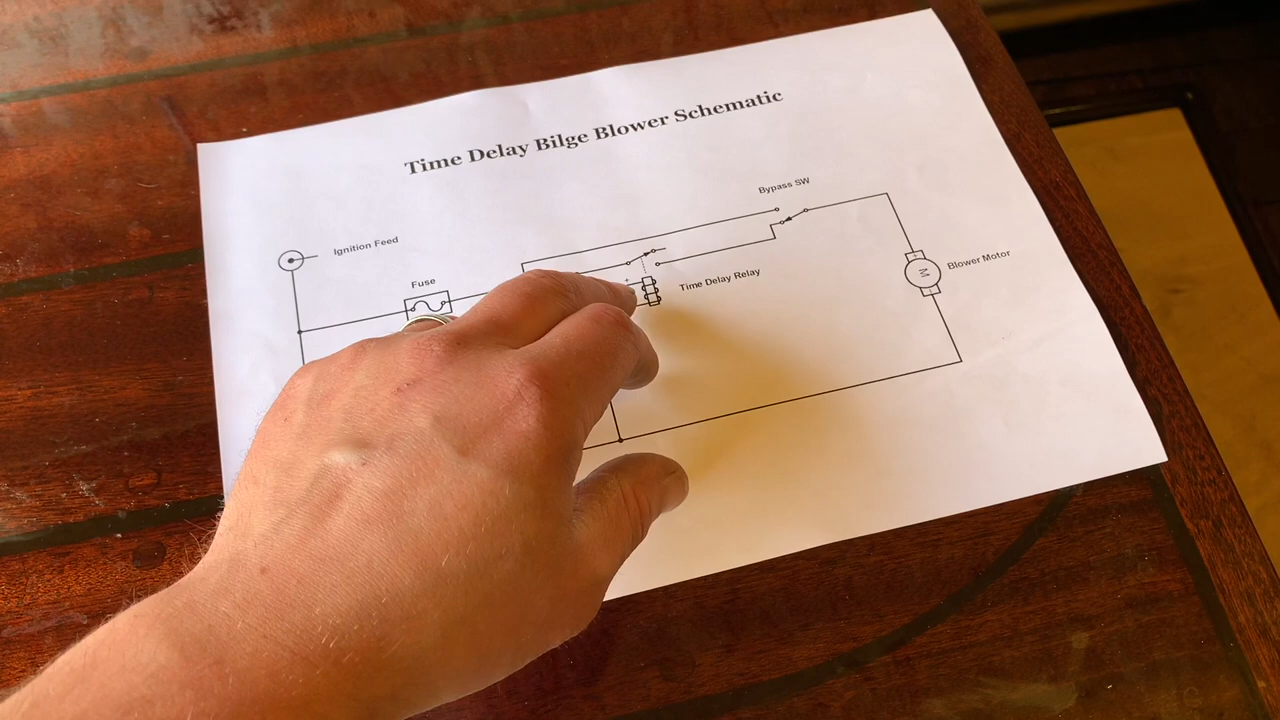 Time Delay Bilge Blower Schematic
Bypass SW
Ignition Feed
Blower Motor
Fuse
Time Delay Relay
+
+
M
-